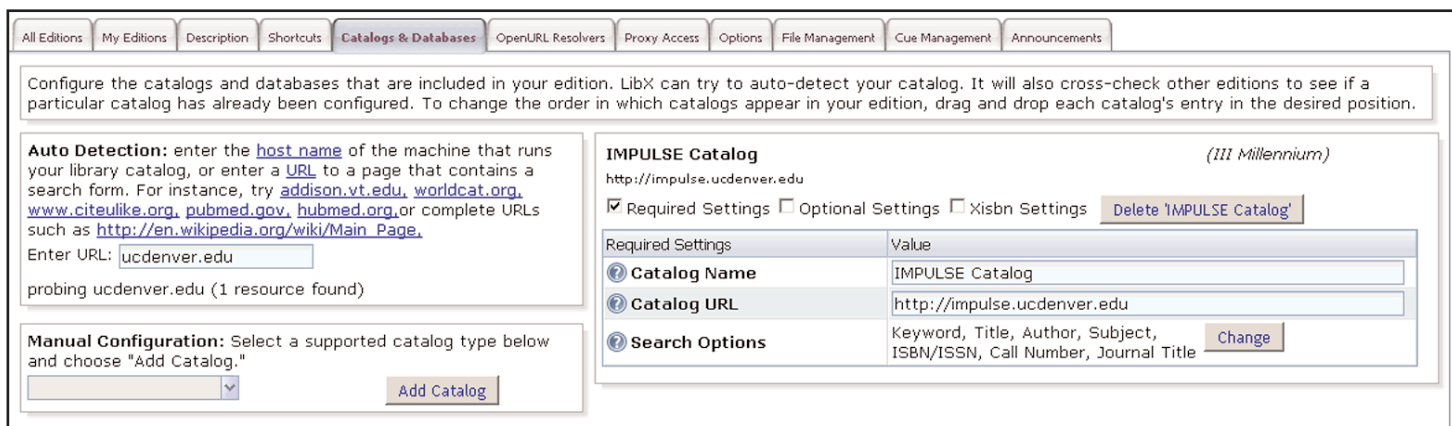 All Editions My Editions Description Shortcuts Catalogs & Databases OpenURL Resolvers Proxy Access Options File Management Cue Management Announcements
Configure the catalogs and databases that are included in your edition. LibX can try to auto-detect your catalog. It will also cross-check other editions to see if a
particular catalog has already been configured. To change the order in which catalogs appear in your edition, drag and drop each catalog's entry in the desired position.
Auto Detection: enter the host name of the machine that runs
your library catalog, or enter a URL to a page that contains a
search form. For instance, try addison.vt.edu, worldcat.org,
www.citeulike.org, pubmed.gov, hubmed.org,or complete URLs
such as http://en.wikipedia.org/wiki/Main_Page,
Enter URL: ucdenver.edu
probing ucdenver.edu (1 resource found)
Manual Configuration: Select a supported catalog type below
and choose "Add Catalog."
Add Catalog
IMPULSE Catalog (III Millennium)
http://impulse.ucdenver.edu
Required Settings Optional Settings Xisbn Settings Delete 'IMPULSE Catalog'
Required Settings Value
? Catalog Name IMPULSE Catalog
? Catalog URL http://impulse.ucdenver.edu
? Search Options Keyword, Title, Author, Subject,
ISBN/ISSN, Call Number, Journal Title Change